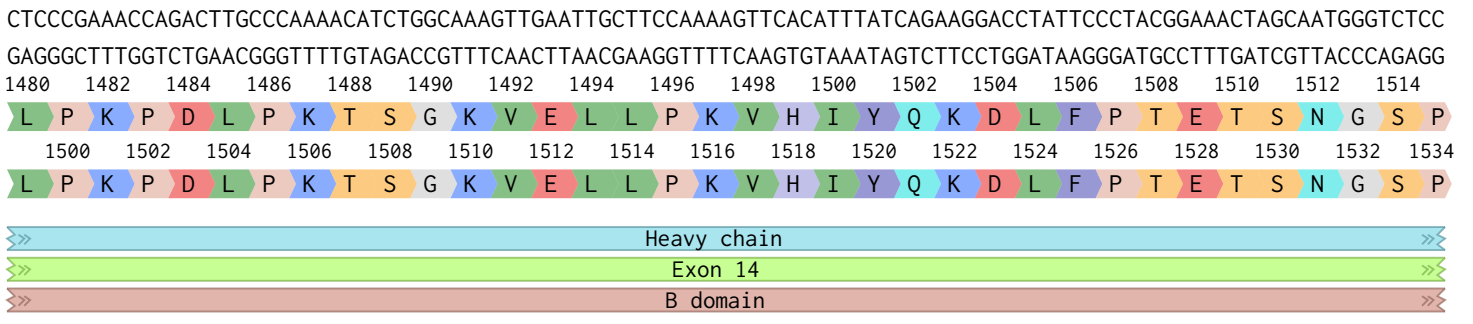 CTCCCGAAACCAGACTTGCCCAAAACATCTGGCAAAGTTGAATTGCTTCCAAAAGTTCACATTTATCAGAAGGACCTATTCCCTACGGAAACTAGCAATGGGTCTCC
GAGGGCTTTGGTCTGAACGGGTTTTGTAGACCGTTTCAACTTAACGAAGGTTTTCAAGTGTAAATAGTCTTCCTGGATAAGGGATGCCTTTGATCGTTACCCAGAGG
1480 1482 1484 1486 1488 1490 1492 1494 1496 1498 1500 1502 1504 1506 1508 1510 1512 1514
L P K P D L P K T S G K V E L L P K V H I Y Q K D L F P T E T S N G S P
1500 1502 1504 1506 1508 1510 1512 1514 1516 1518 1520 1522 1524 1526 1528 1530 1532 1534
L P K P D L P K T S G K V E L L P K V H I Y Q K D L F P T E T S N G S P
Heavy chain
Exon 14
B domain